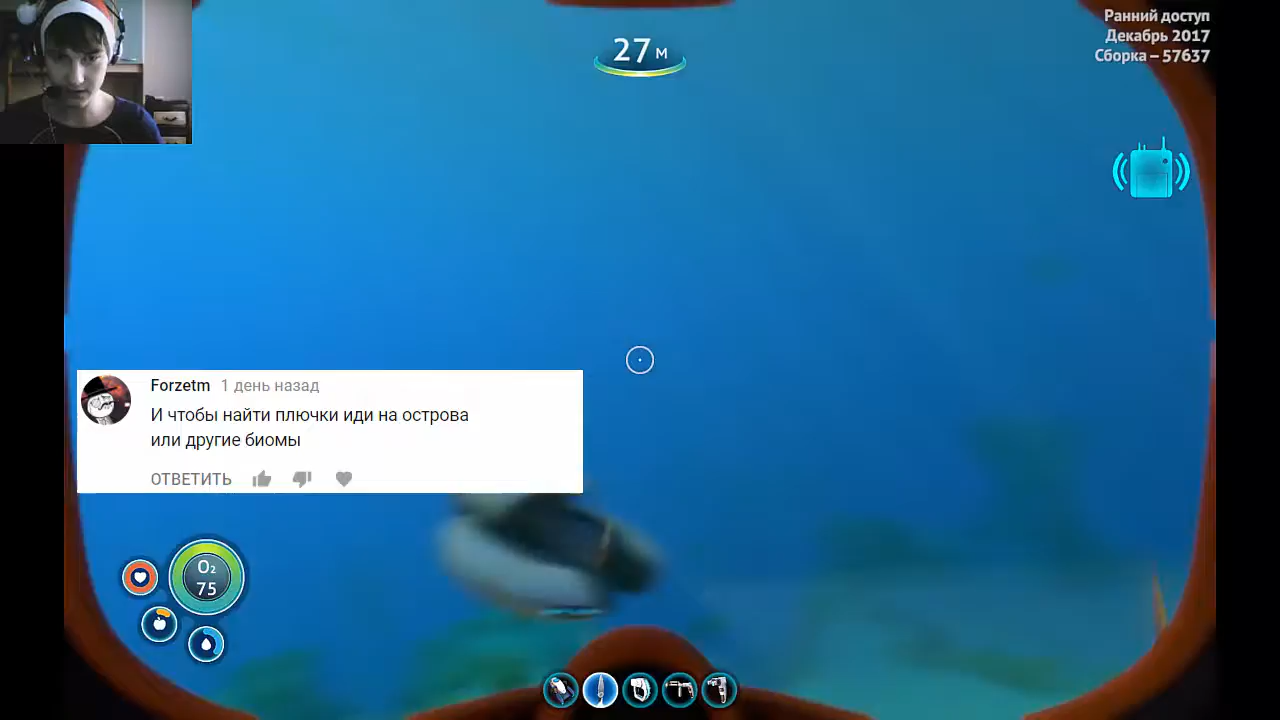 Ранний доступ
Декабрь 2017
Сборка – 57637
27 м
Forzetm 1 день назад
И чтобы найти плючки иди на острова
или другие биомы
ОТВЕТИТЬ
O₂
75